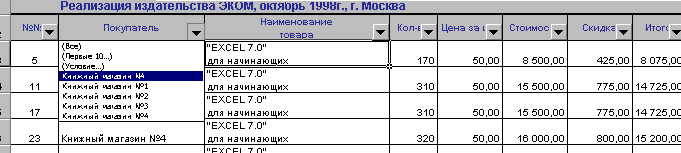 Реализация издательства ЭКОМ, октябрь 1998г., г. Москва
№№ Покупатель Наименование товара Кол-в Цена за Стоимос Скидка Итого
(Все)
(Первые 10...)
(Условие...)
Книжный магазин №4
Книжный магазин №1
Книжный магазин №2
Книжный магазин №3
Книжный магазин №4
5 "EXCEL 7.0" для начинающих 170 50,00 8 500,00 425,00 8 075,00
11 "EXCEL 7.0" для начинающих 310 50,00 15 500,00 775,00 14 725,00
17 "EXCEL 7.0" для начинающих 310 50,00 15 500,00 775,00 14 725,00
23 Книжный магазин №4 "EXCEL 7.0" для начинающих 320 50,00 16 000,00 800,00 15 200,00
"EXCEL 7.0"